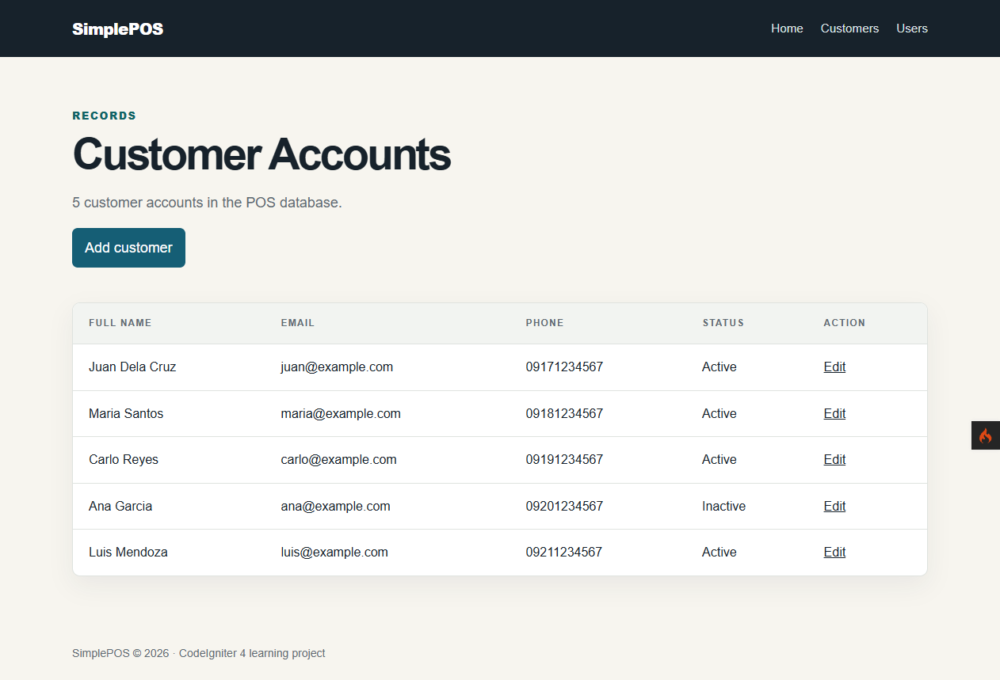 SimplePOS Home Customers Users
RECORDS
Customer Accounts
5 customer accounts in the POS database.
Add customer
FULL NAME EMAIL PHONE STATUS ACTION
Juan Dela Cruz juan@example.com 09171234567 Active Edit
Maria Santos maria@example.com 09181234567 Active Edit
Carlo Reyes carlo@example.com 09191234567 Active Edit
Ana Garcia ana@example.com 09201234567 Inactive Edit
Luis Mendoza luis@example.com 09211234567 Active Edit
SimplePOS © 2026 · CodeIgniter 4 learning project